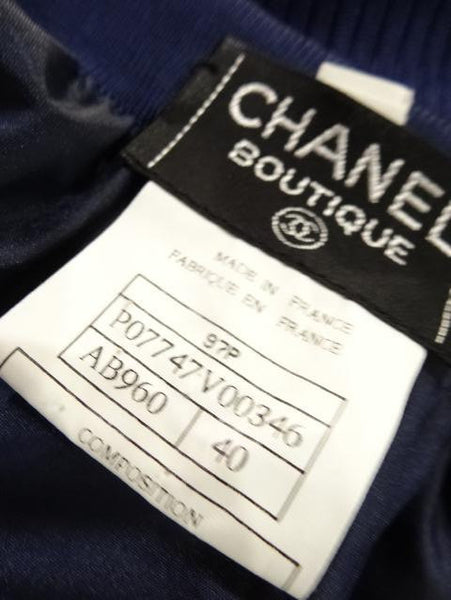 CHANEL
BOUTIQUE
MADE IN FRANCE
FABRIQUE EN FRANCE
97P
P07747V00346
AB960 40
COMPOSITION